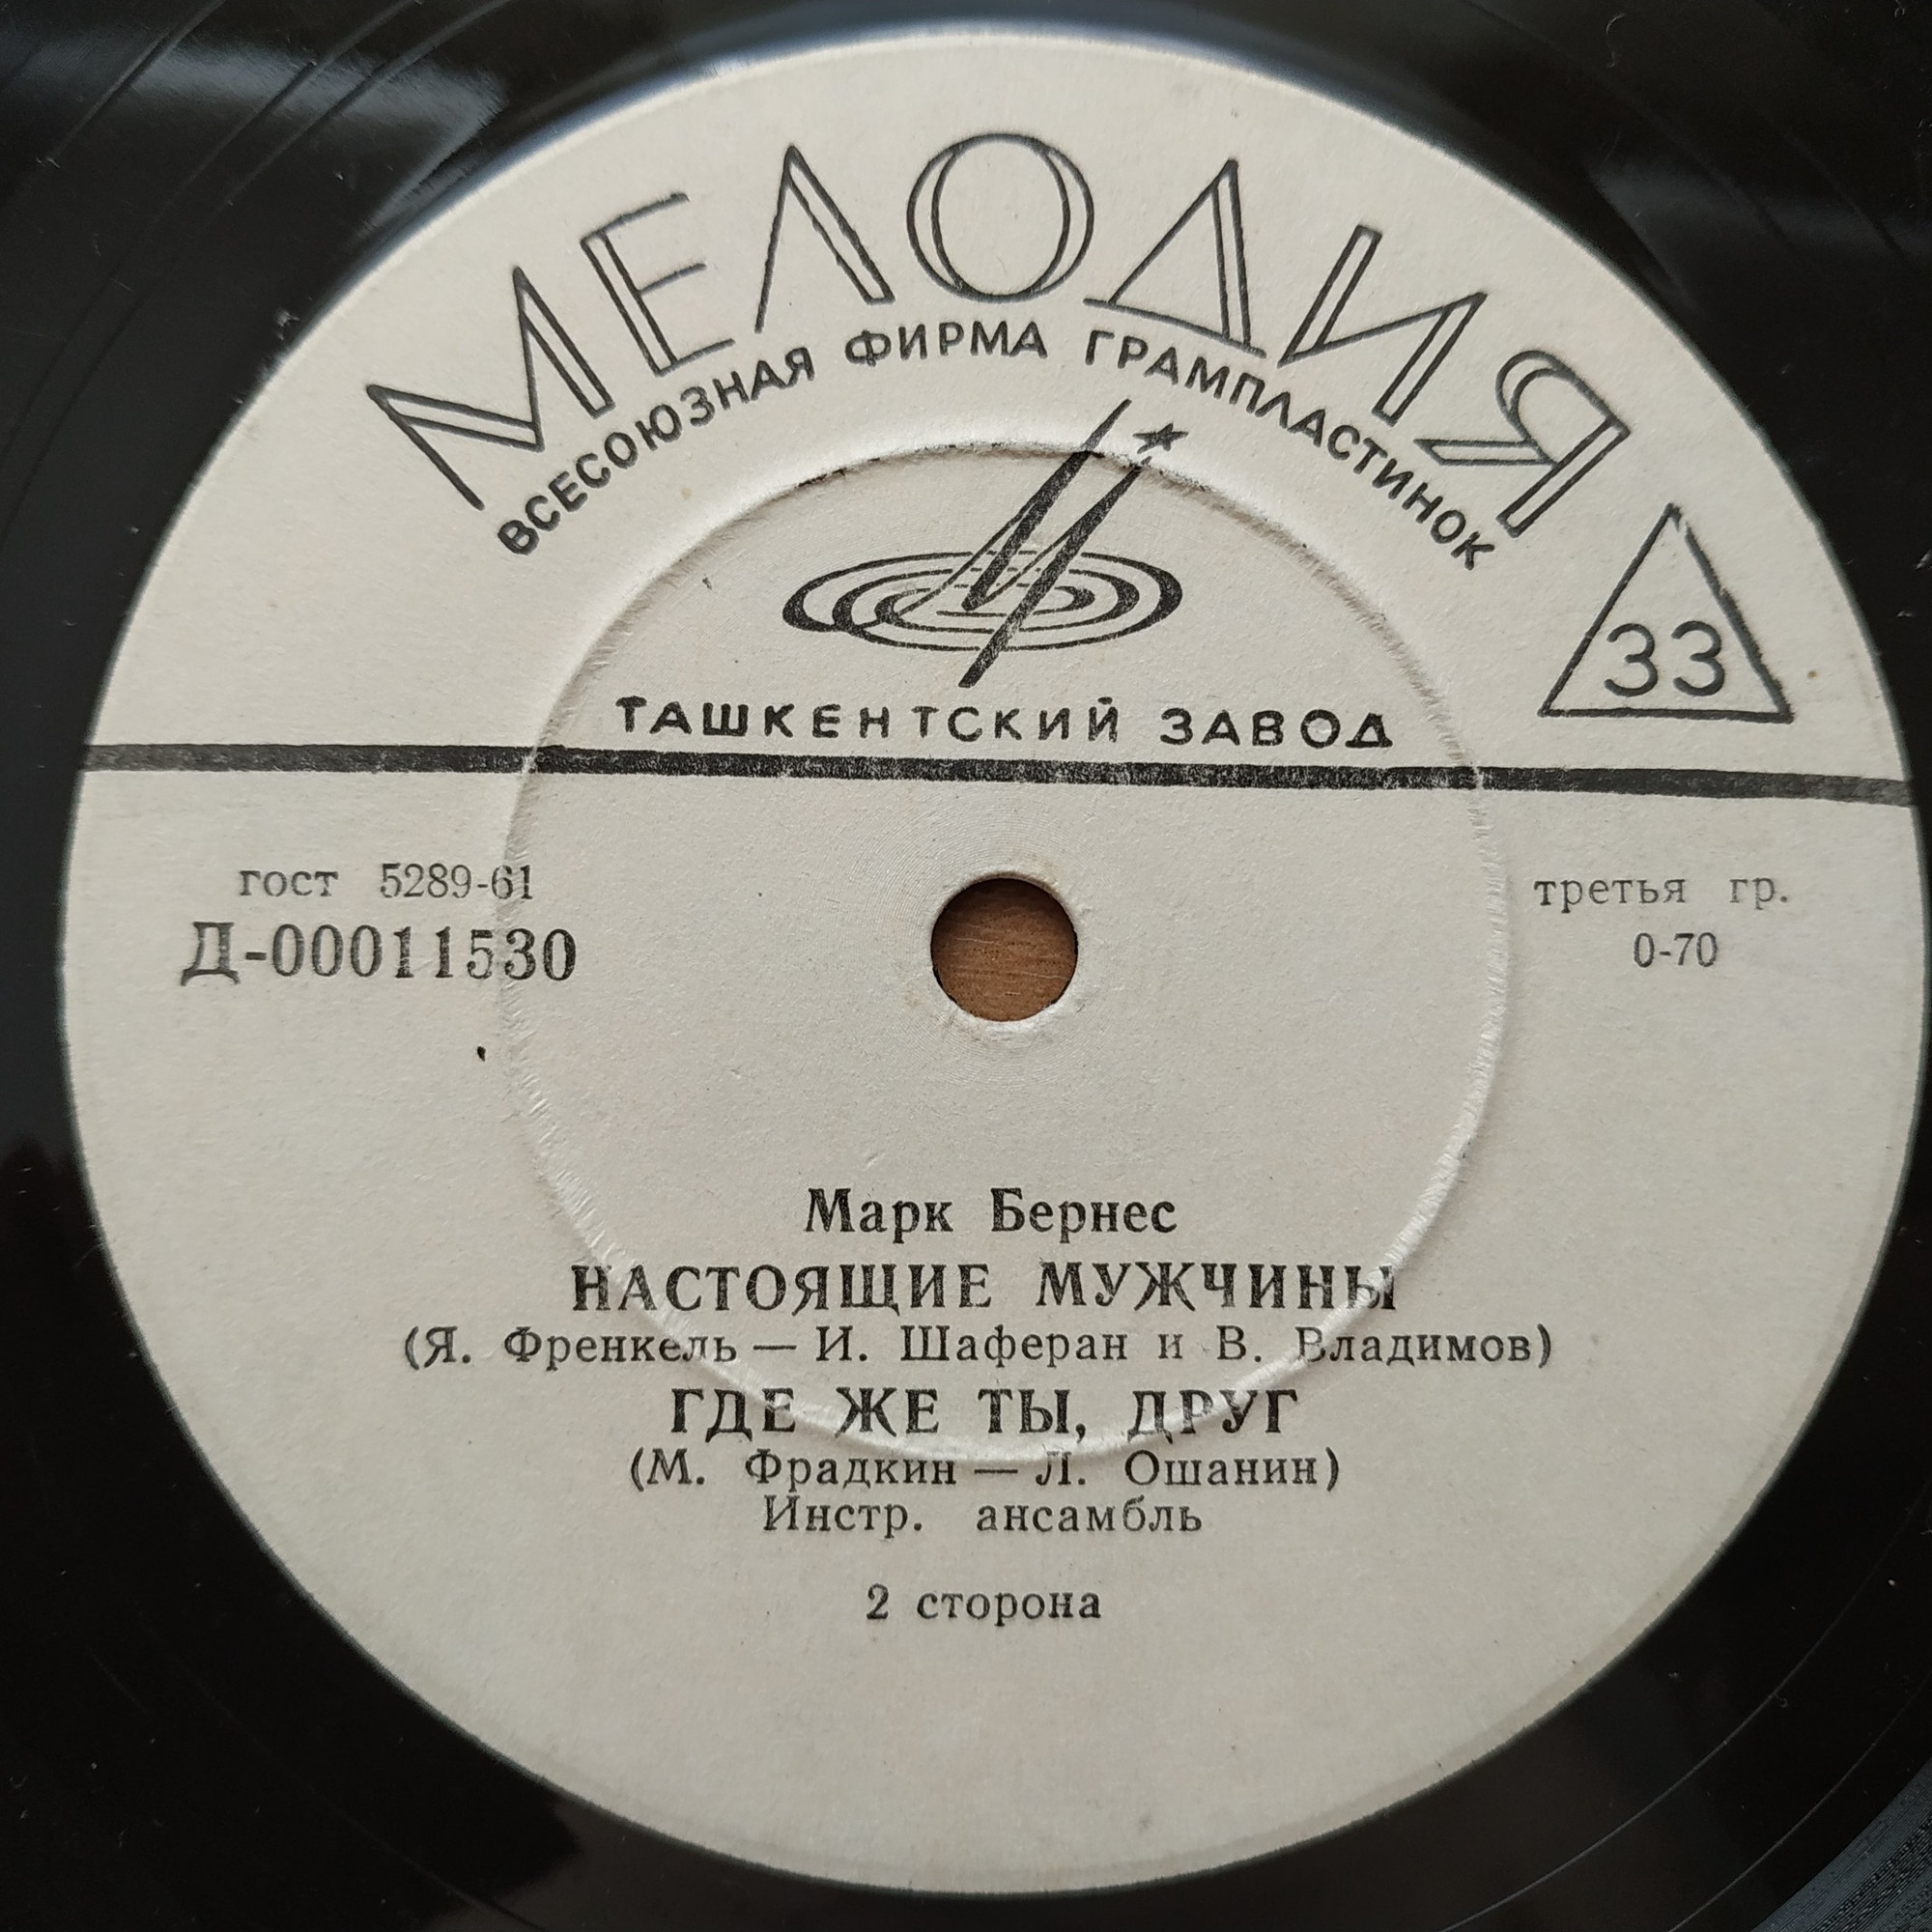 МЕЛОДИЯ
ВСЕСОЮЗНАЯ ФИРМА ГРАМПЛАСТИНОК
33
ТАШКЕНТСКИЙ ЗАВОД
гост 5289-61
Д-00011530
третья гр.
0-70
Марк Бернес
НАСТОЯЩИЕ МУЖЧИНЫ
(Я. Френкель — И. Шаферан и В. Владимов)
ГДЕ ЖЕ ТЫ, ДРУГ
(М. Фрадкин — Л. Ошанин)
Инстр. ансамбль
2 сторона